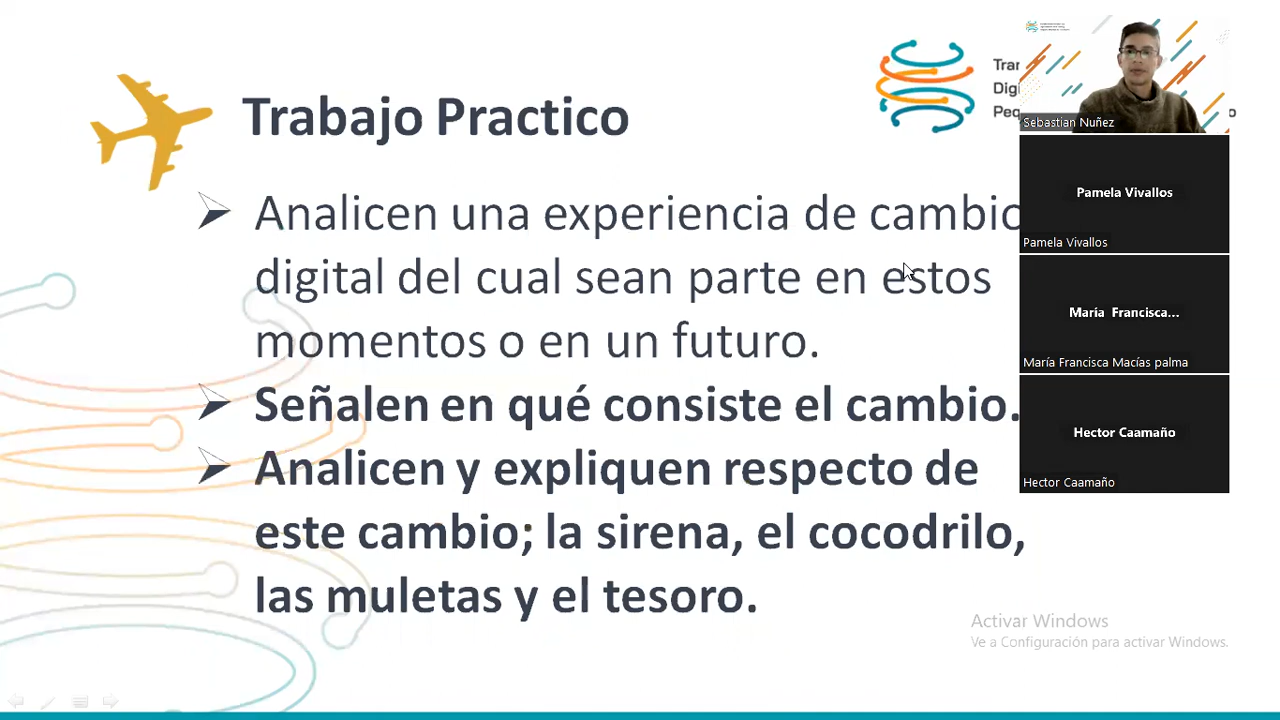 Trabajo Practico
Analicen una experiencia de cambio
digital del cual sean parte en estos
momentos o en un futuro.
Señalen en qué consiste el cambio.
Analicen y expliquen respecto de
este cambio; la sirena, el cocodrilo,
las muletas y el tesoro.
Sebastian Nuñez
Pamela Vivallos
Pamela Vivallos
María Francisca...
María Francisca Macías palma
Hector Caamaño
Hector Caamaño
Activar Windows
Ve a Configuración para activar Windows.